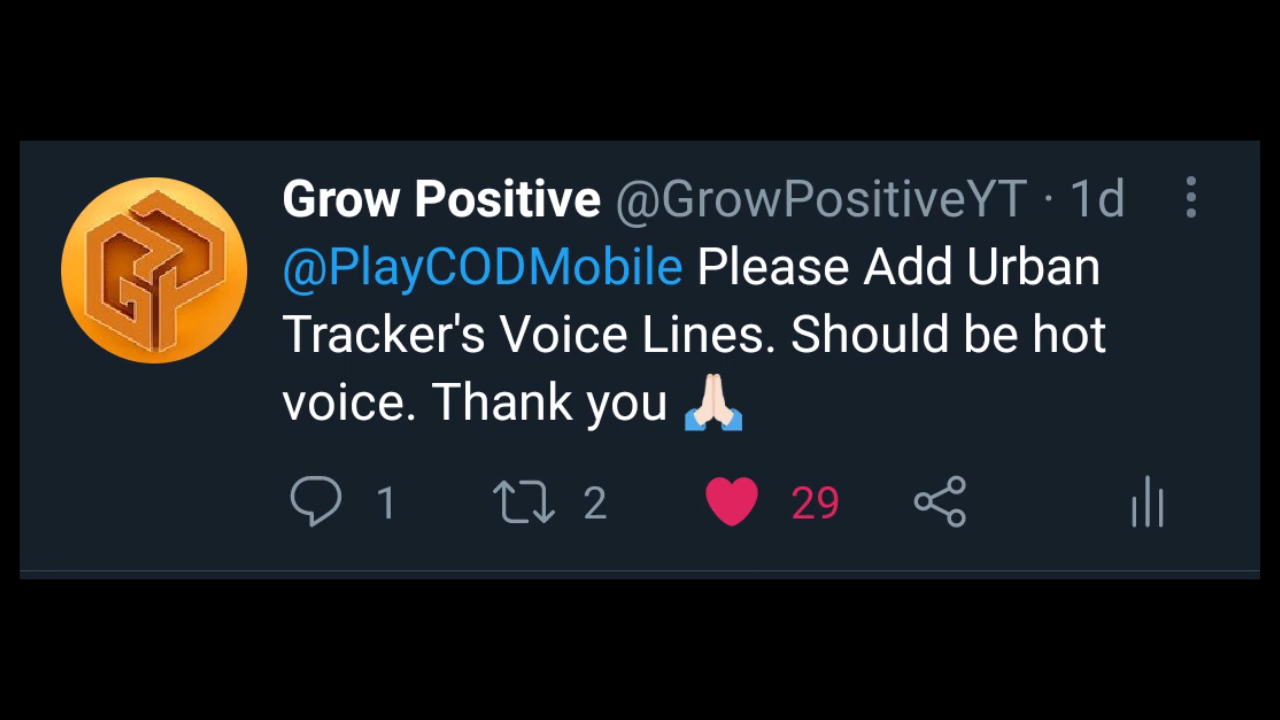 Grow Positive @GrowPositiveYT · 1d
@PlayCODMobile Please Add Urban
Tracker's Voice Lines. Should be hot
voice. Thank you 🙏🏻
1 2 29